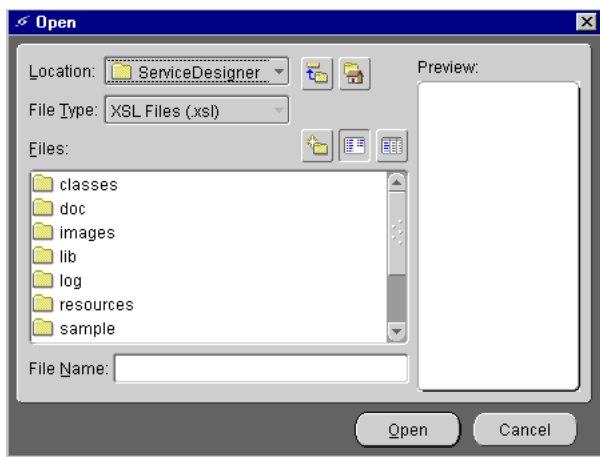 Open
Location: ServiceDesigner
Preview:
File Type: XSL Files (.xsl)
Files:
classes
doc
images
lib
log
resources
sample
File Name:
Open Cancel